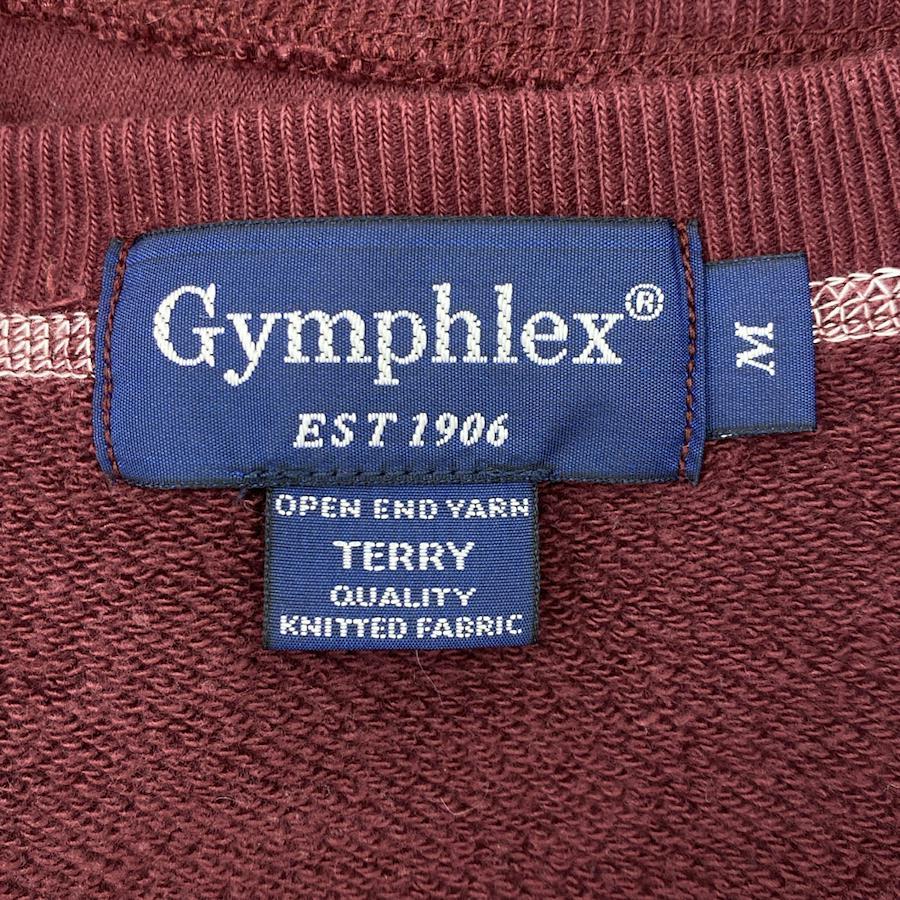 Gymphlex®
EST 1906
M
OPEN END YARN
TERRY
QUALITY
KNITTED FABRIC